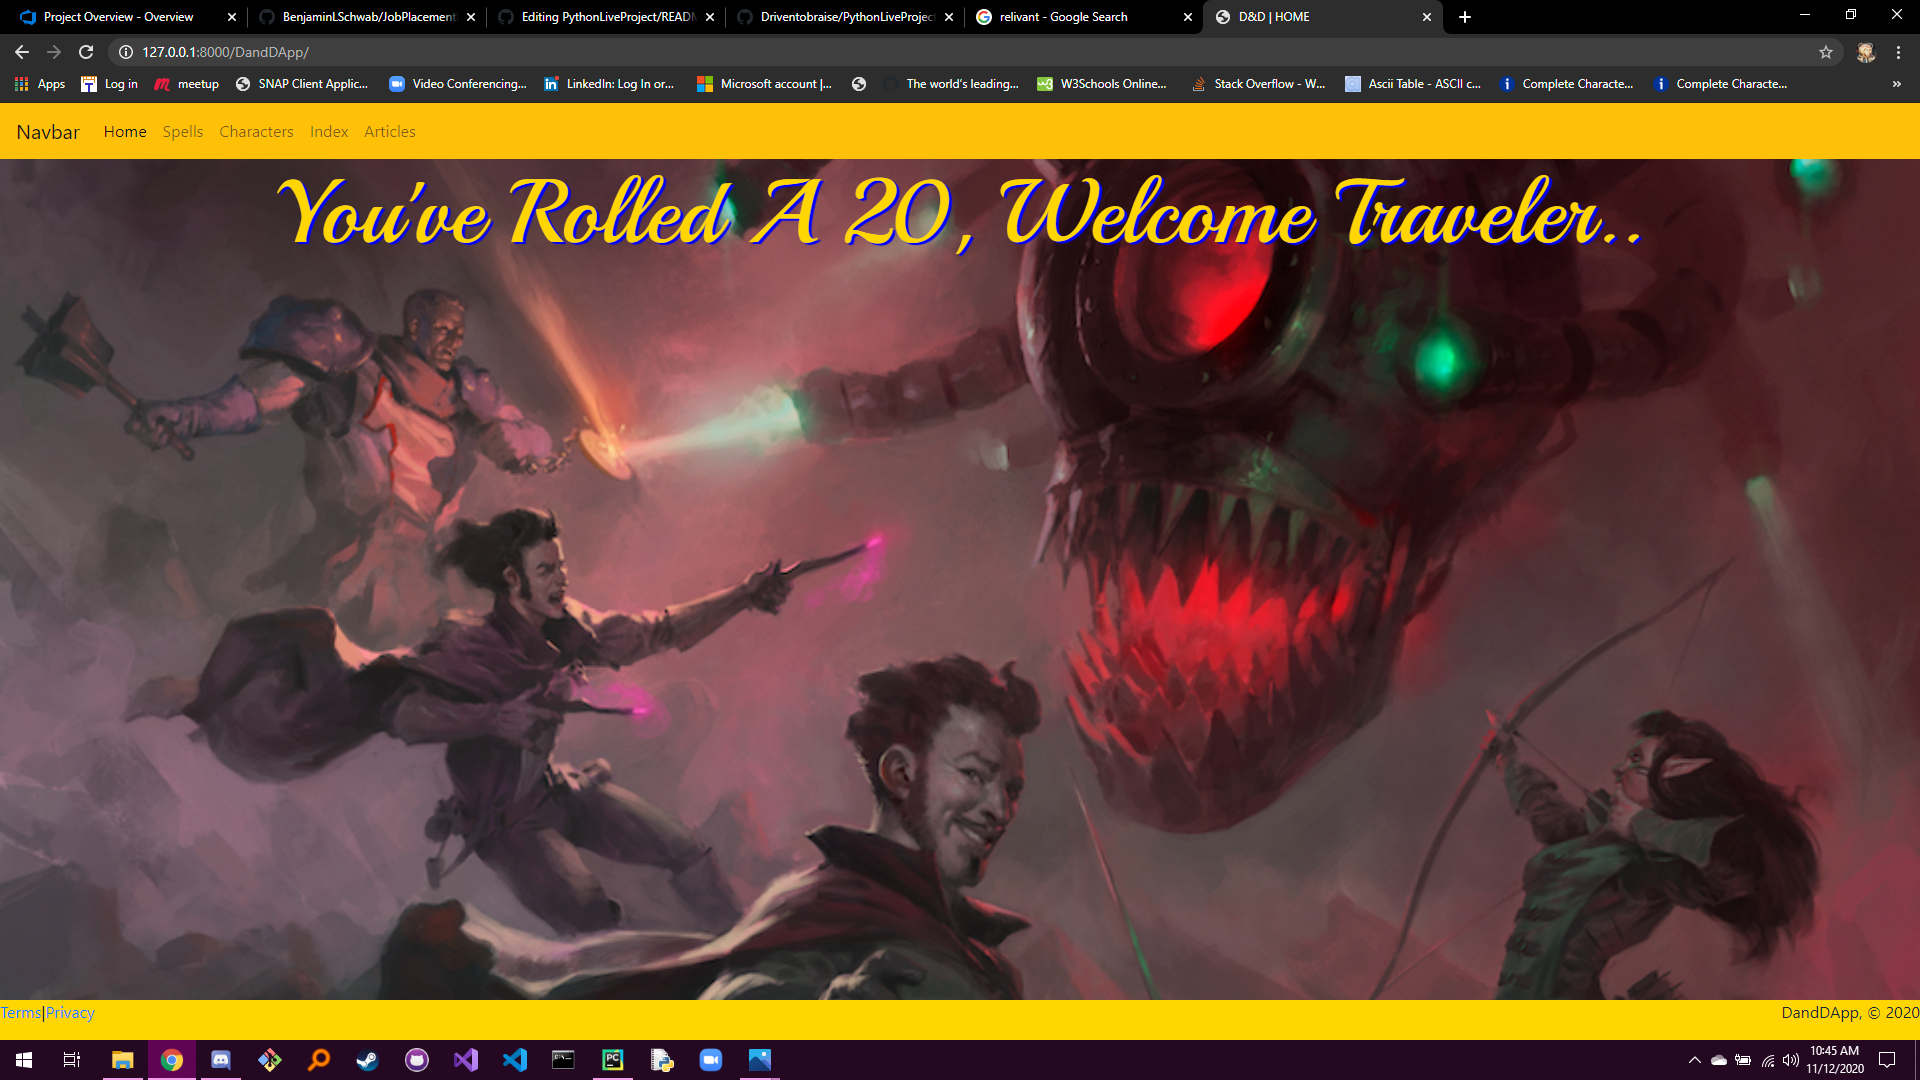 Project Overview - Overview
BenjaminLSchwab/JobPlacement
Editing PythonLiveProject/READM
Driventobraise/PythonLiveProject
relivant - Google Search
D&D | HOME
127.0.0.1:8000/DandDApp/
Apps
Log in
meetup
SNAP Client Applic...
Video Conferencing...
LinkedIn: Log In or...
Microsoft account |...
The world's leading...
W3Schools Online...
Stack Overflow - W...
Ascii Table - ASCII c...
Complete Characte...
Complete Characte...
»
Navbar Home Spells Characters Index Articles
You've Rolled A 20, Welcome Traveler..
Terms|Privacy
DandDApp, © 2020
10:45 AM
11/12/2020